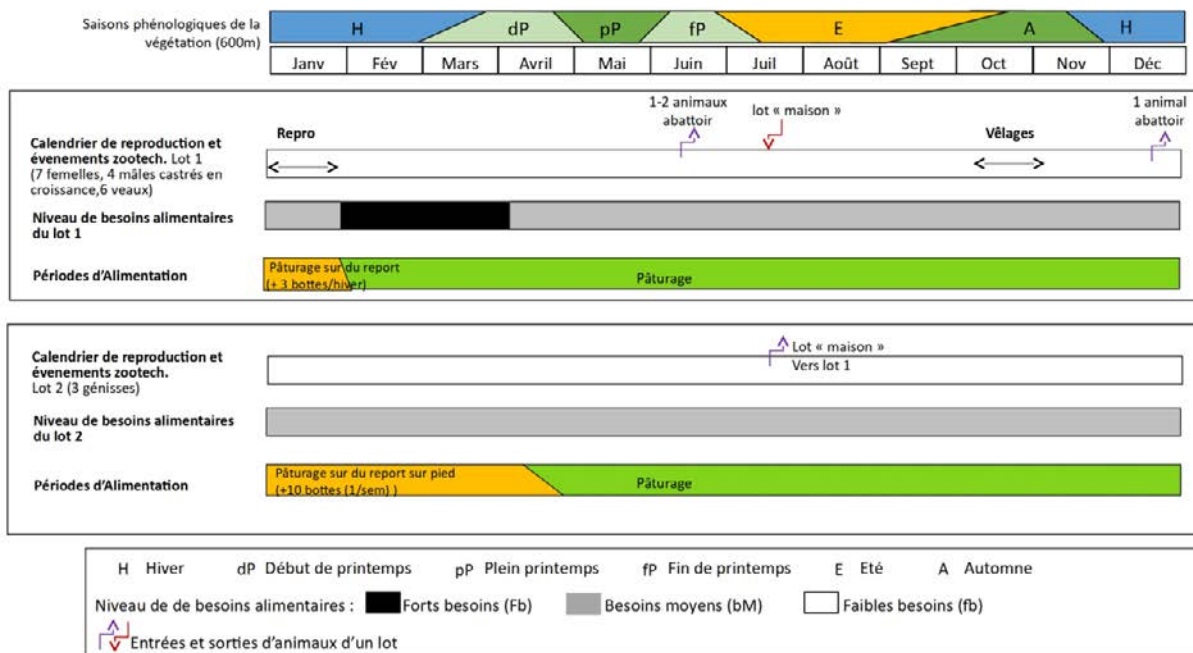 Saisons phénologiques de la
végétation (600m)
H dP pP fP E A H
Janv Fév Mars Avril Mai Juin Juil Août Sept Oct Nov Déc
1-2 animaux
abattoir
lot « maison »
1 animal
abattoir
Repro
Vêlages
Calendrier de reproduction et
évenements zootech. Lot 1
(7 femelles, 4 mâles castrés en
croissance,6 veaux)
Niveau de besoins alimentaires
du lot 1
Périodes d'Alimentation
Pâturage sur du report
(+ 3 bottes/hiver)
Pâturage
Calendrier de reproduction et
évenements zootech.
Lot 2 (3 génisses)
Lot « maison »
Vers lot 1
Niveau de besoins alimentaires
du lot 2
Périodes d'Alimentation
Pâturage sur du report sur pied
(+10 bottes (1/sem) )
Pâturage
H Hiver dP Début de printemps pP Plein printemps fP Fin de printemps E Eté A Automne
Niveau de de besoins alimentaires : Forts besoins (Fb) Besoins moyens (bM) Faibles besoins (fb)
Entrées et sorties d'animaux d'un lot